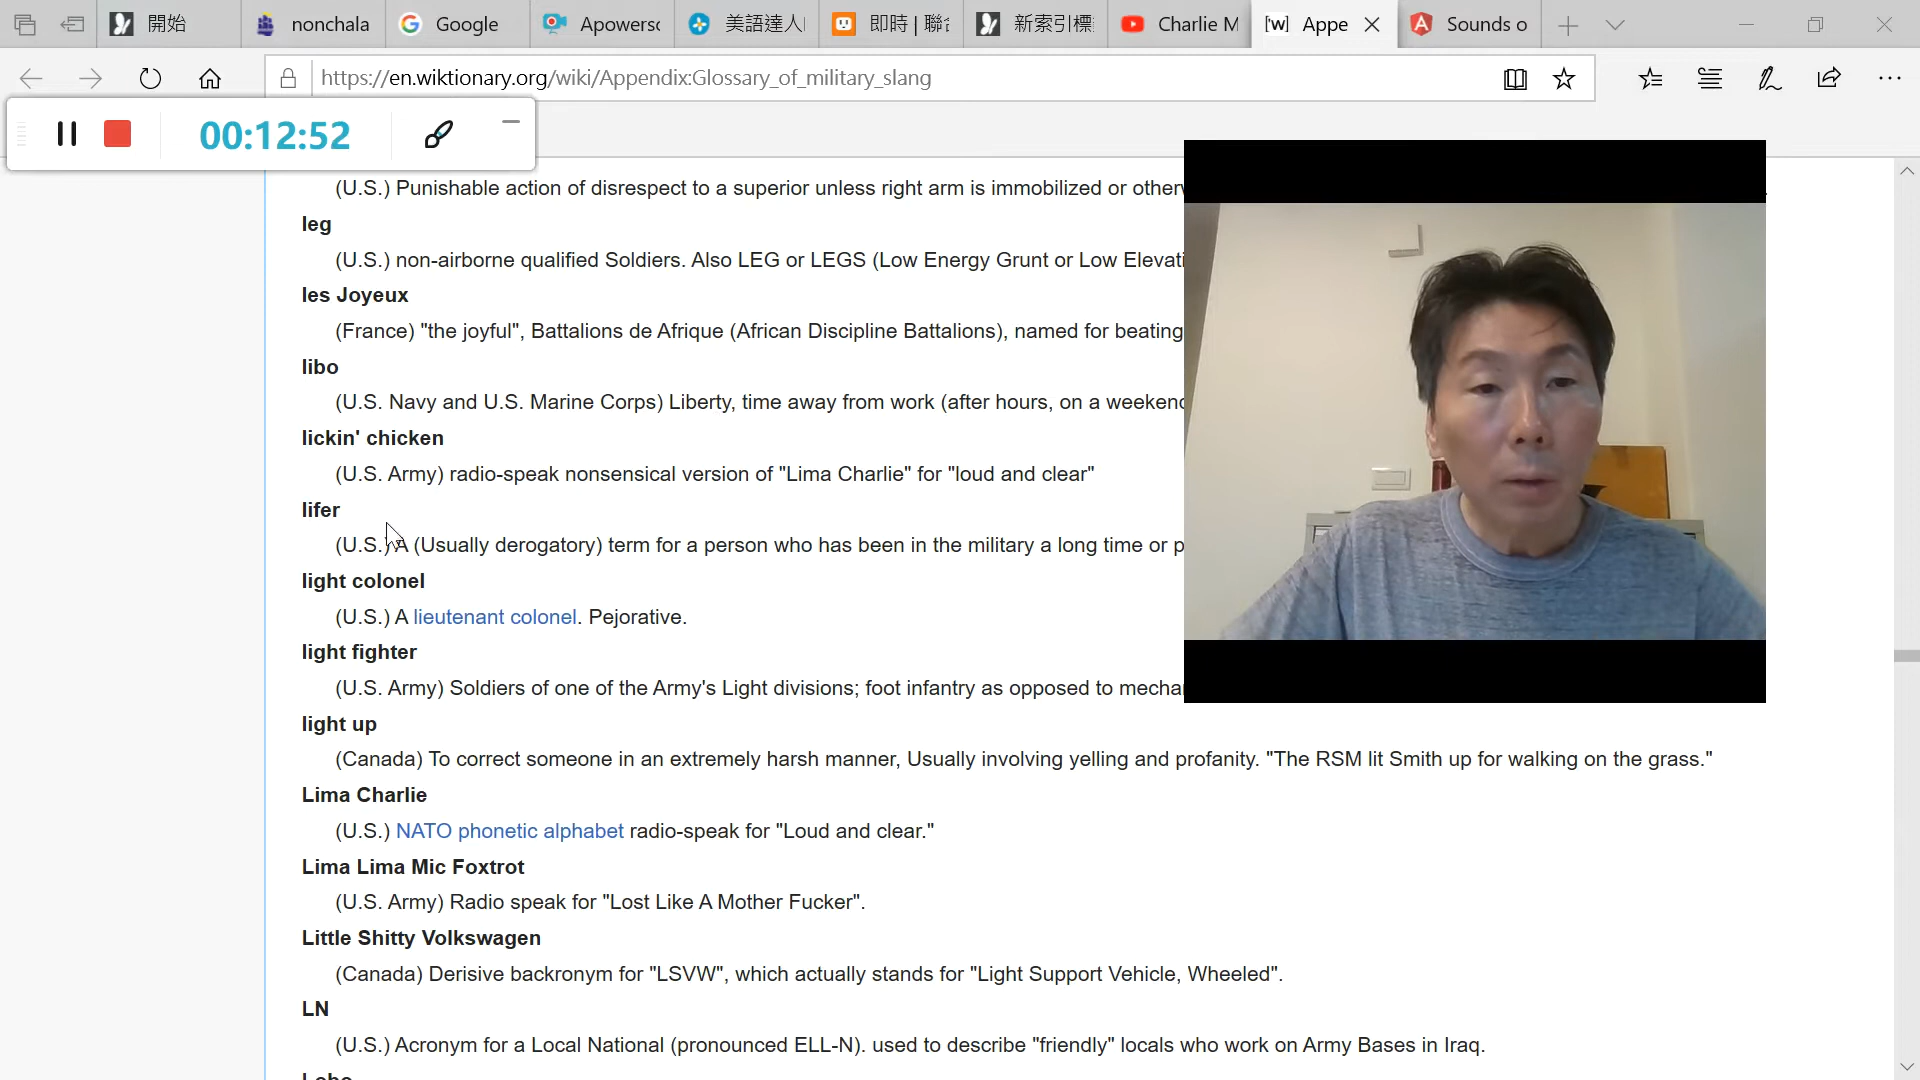 開始
nonchala
Google
Apowersc
美語達人
即時 | 聯合
新索引標
Charlie M
[w] Appe
Sounds o
https://en.wiktionary.org/wiki/Appendix:Glossary_of_military_slang
00:12:52
(U.S.) Punishable action of disrespect to a superior unless right arm is immobilized or otherw
leg
(U.S.) non-airborne qualified Soldiers. Also LEG or LEGS (Low Energy Grunt or Low Elevati
les Joyeux
(France) "the joyful", Battalions de Afrique (African Discipline Battalions), named for beating
libo
(U.S. Navy and U.S. Marine Corps) Liberty, time away from work (after hours, on a weekend
lickin' chicken
(U.S. Army) radio-speak nonsensical version of "Lima Charlie" for "loud and clear"
lifer
(U.S.) A (Usually derogatory) term for a person who has been in the military a long time or p
light colonel
(U.S.) A lieutenant colonel. Pejorative.
light fighter
(U.S. Army) Soldiers of one of the Army's Light divisions; foot infantry as opposed to mecha
light up
(Canada) To correct someone in an extremely harsh manner, Usually involving yelling and profanity. "The RSM lit Smith up for walking on the grass."
Lima Charlie
(U.S.) NATO phonetic alphabet radio-speak for "Loud and clear."
Lima Lima Mic Foxtrot
(U.S. Army) Radio speak for "Lost Like A Mother Fucker".
Little Shitty Volkswagen
(Canada) Derisive backronym for "LSVW", which actually stands for "Light Support Vehicle, Wheeled".
LN
(U.S.) Acronym for a Local National (pronounced ELL-N). used to describe "friendly" locals who work on Army Bases in Iraq.